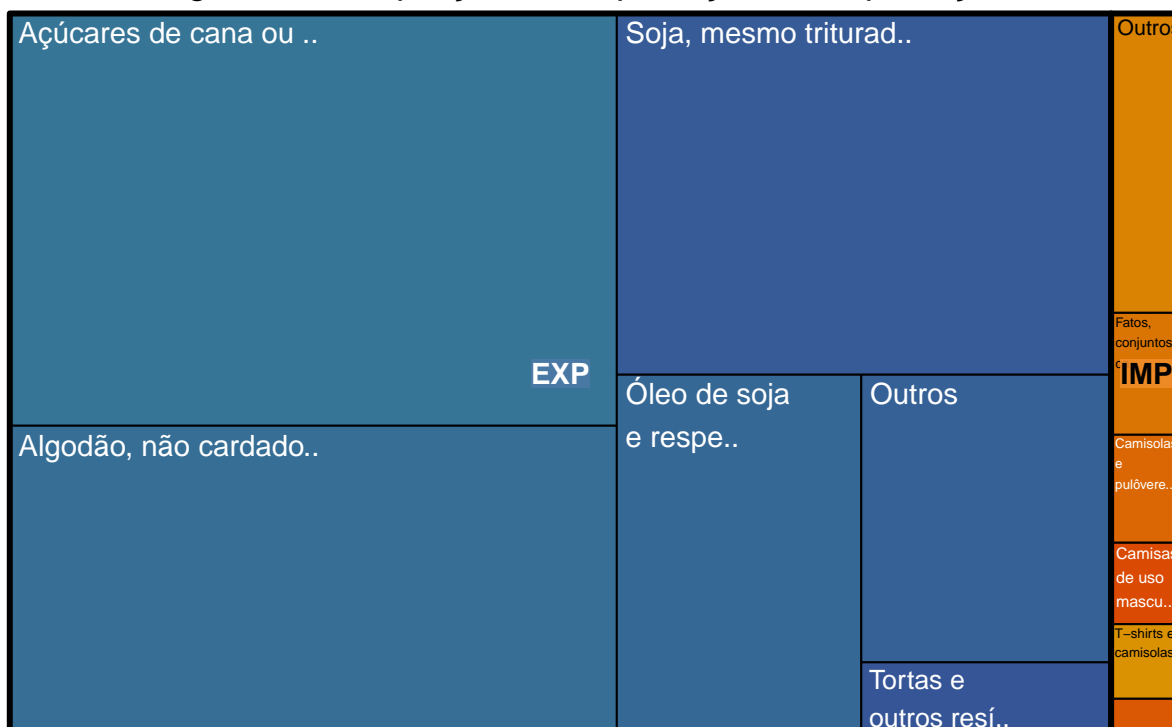 Açúcares de cana ou ..
Soja, mesmo triturad..
EXP
Algodão, não cardado..
Óleo de soja
e respe..
Outros
Tortas e
outros resí..
Outros
Fatos,
conjuntos
IMP
Camisolas
e
pulôvere..
Camisas
de uso
mascu..
T−shirts e
camisolas